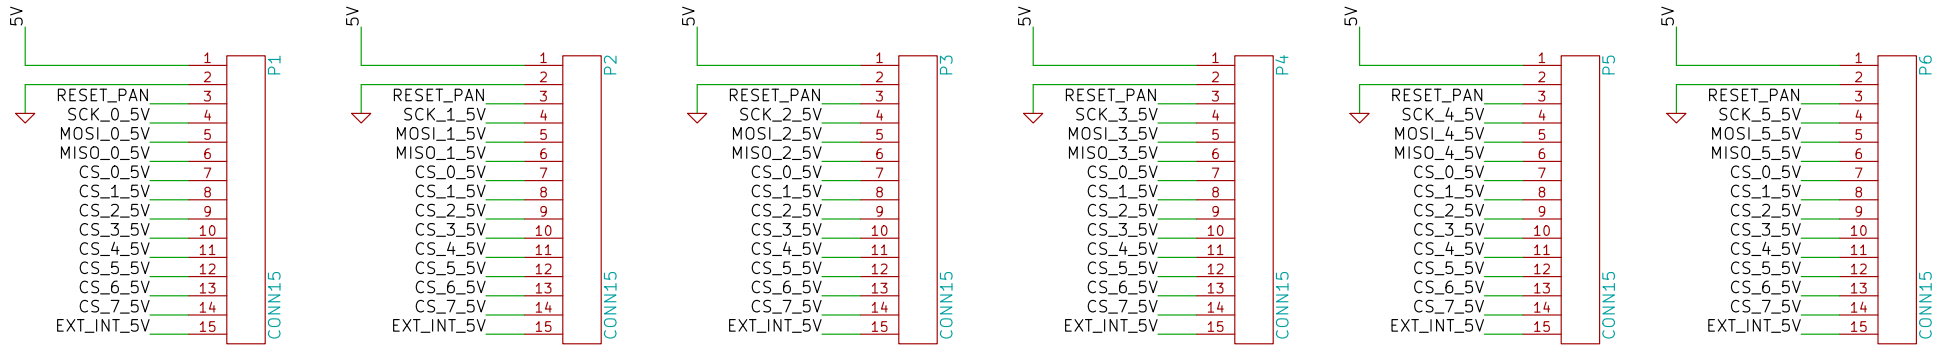 5V
1 P1
2
RESET_PAN 3
SCK_0_5V 4
MOSI_0_5V 5
MISO_0_5V 6
CS_0_5V 7
CS_1_5V 8
CS_2_5V 9
CS_3_5V 10
CS_4_5V 11
CS_5_5V 12
CS_6_5V 13
CS_7_5V 14
EXT_INT_5V 15
CONN15
5V
1 P2
2
RESET_PAN 3
SCK_1_5V 4
MOSI_1_5V 5
MISO_1_5V 6
CS_0_5V 7
CS_1_5V 8
CS_2_5V 9
CS_3_5V 10
CS_4_5V 11
CS_5_5V 12
CS_6_5V 13
CS_7_5V 14
EXT_INT_5V 15
CONN15
5V
1 P3
2
RESET_PAN 3
SCK_2_5V 4
MOSI_2_5V 5
MISO_2_5V 6
CS_0_5V 7
CS_1_5V 8
CS_2_5V 9
CS_3_5V 10
CS_4_5V 11
CS_5_5V 12
CS_6_5V 13
CS_7_5V 14
EXT_INT_5V 15
CONN15
5V
1 P4
2
RESET_PAN 3
SCK_3_5V 4
MOSI_3_5V 5
MISO_3_5V 6
CS_0_5V 7
CS_1_5V 8
CS_2_5V 9
CS_3_5V 10
CS_4_5V 11
CS_5_5V 12
CS_6_5V 13
CS_7_5V 14
EXT_INT_5V 15
CONN15
5V
1 P5
2
RESET_PAN 3
SCK_4_5V 4
MOSI_4_5V 5
MISO_4_5V 6
CS_0_5V 7
CS_1_5V 8
CS_2_5V 9
CS_3_5V 10
CS_4_5V 11
CS_5_5V 12
CS_6_5V 13
CS_7_5V 14
EXT_INT_5V 15
CONN15
5V
1 P6
2
RESET_PAN 3
SCK_5_5V 4
MOSI_5_5V 5
MISO_5_5V 6
CS_0_5V 7
CS_1_5V 8
CS_2_5V 9
CS_3_5V 10
CS_4_5V 11
CS_5_5V 12
CS_6_5V 13
CS_7_5V 14
EXT_INT_5V 15
CONN15